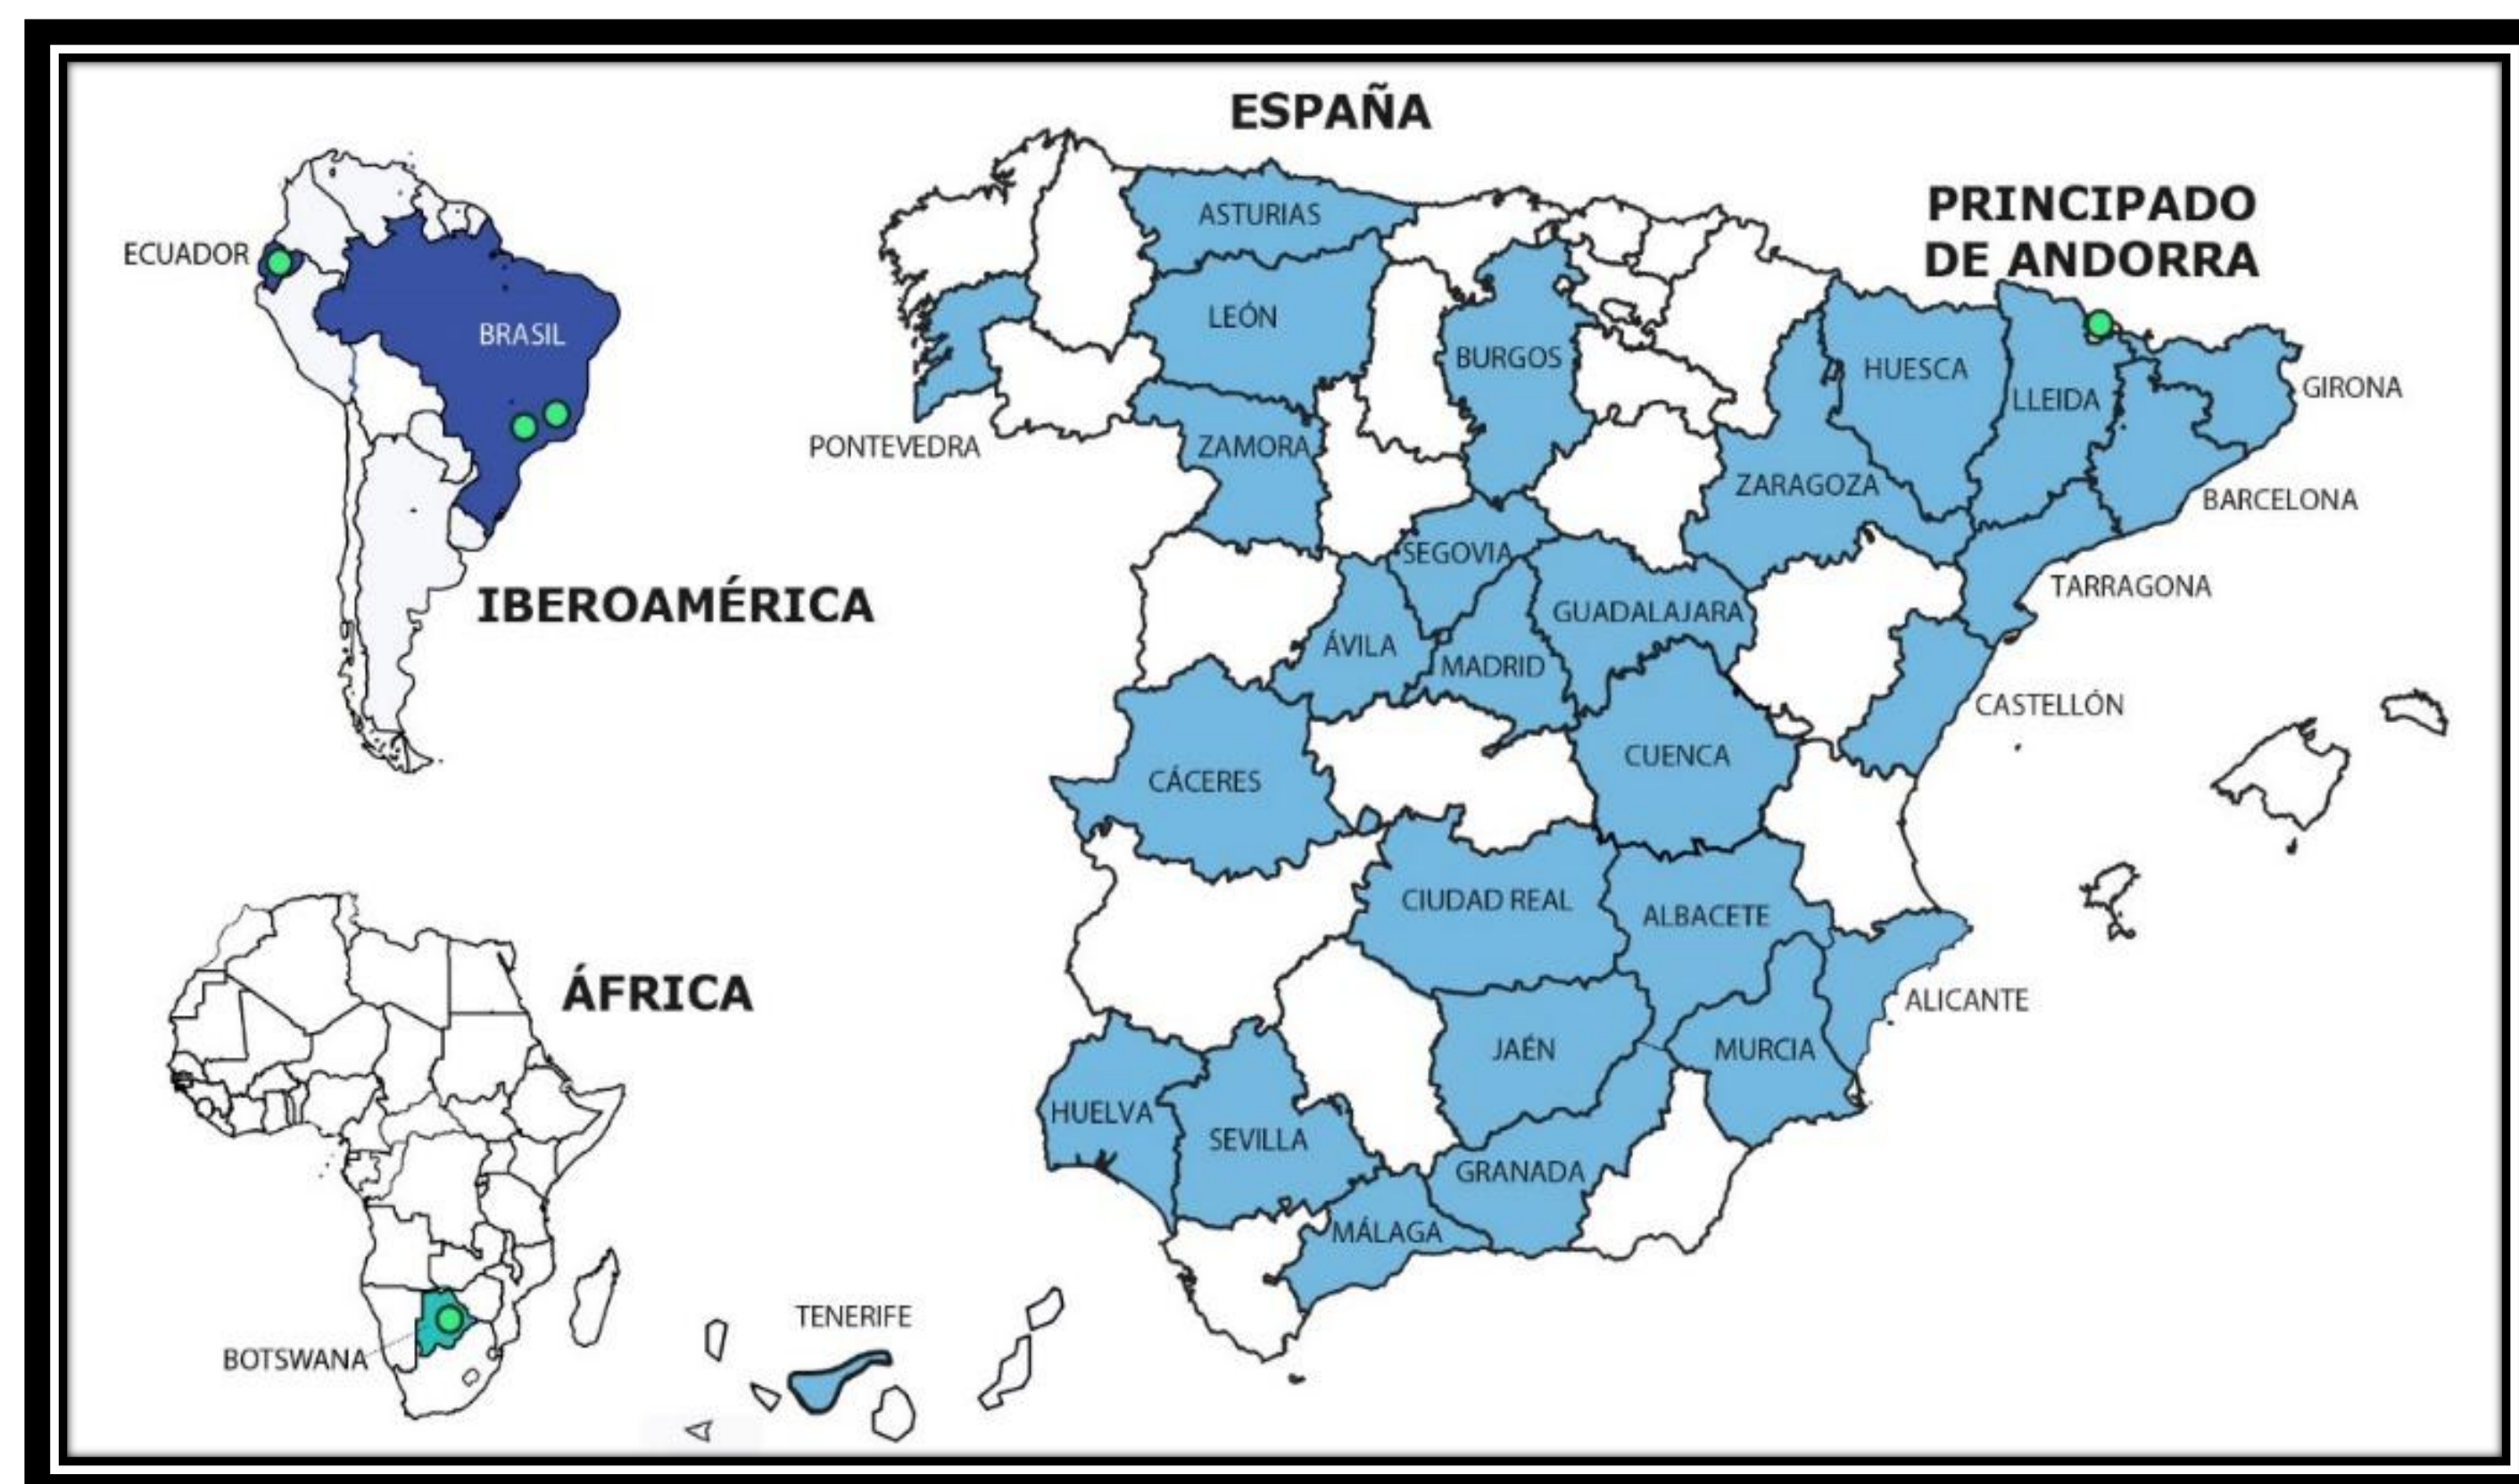 ESPAÑA
PRINCIPADO
DE ANDORRA
ECUADOR
BRASIL
IBEROAMÉRICA
ÁFRICA
BOTSWANA
TENERIFE
ASTURIAS
LEÓN
BURGOS
HUESCA
LLEIDA
GIRONA
PONTEVEDRA
ZAMORA
ZARAGOZA
BARCELONA
SEGOVIA
TARRAGONA
GUADALAJARA
ÁVILA
MADRID
CASTELLÓN
CUENCA
CÁCERES
CIUDAD REAL
ALBACETE
ALICANTE
JAÉN
MURCIA
HUELVA
SEVILLA
GRANADA
MÁLAGA